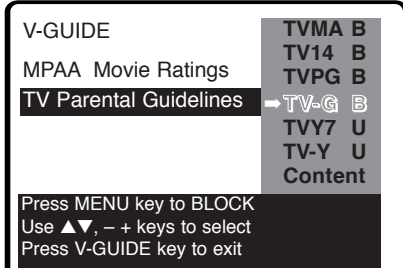 V-GUIDE
MPAA Movie Ratings
TV Parental Guidelines
TVMA B
TV14 B
TVPG B
➡TV-G B
TVY7 U
TV-Y U
Content
Press MENU key to BLOCK
Use ▲▼, – + keys to select
Press V-GUIDE key to exit